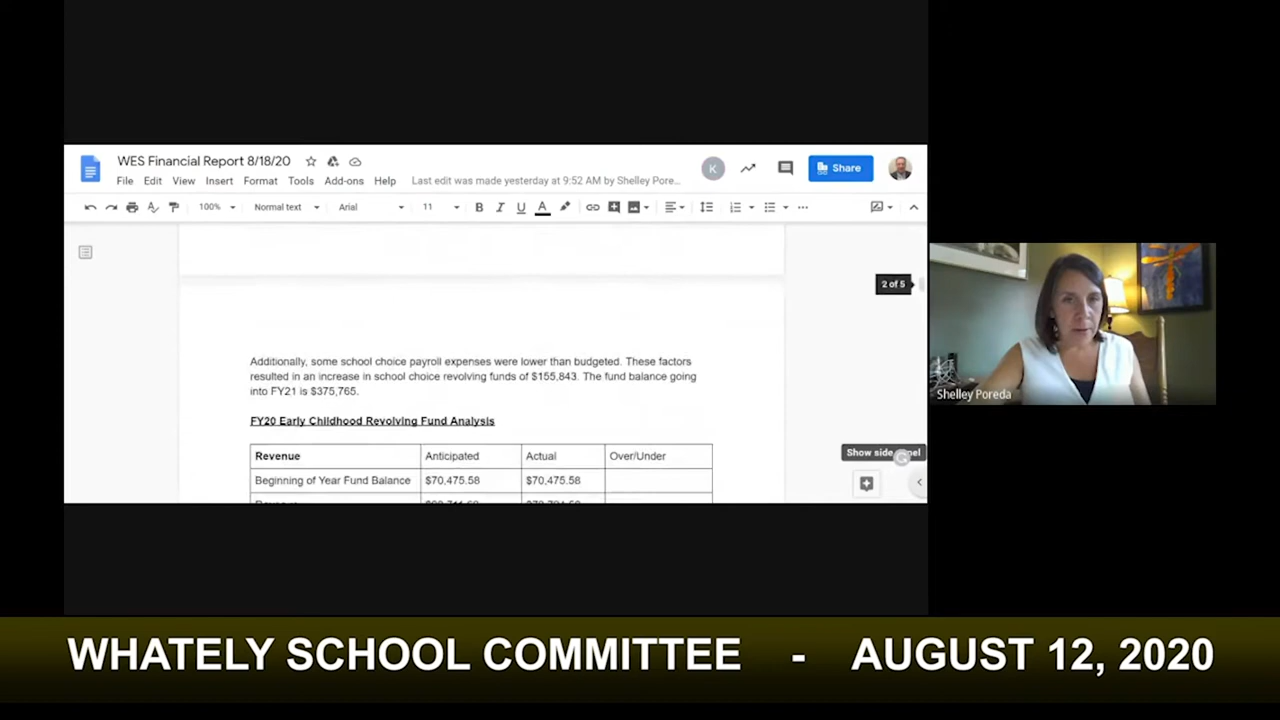 WES Financial Report 8/18/20
File Edit View Insert Format Tools Add-ons Help Last edit was made yesterday at 9:52 AM by Shelley Pore...
K
Share
100% Normal text Arial 11 B I U A
2 of 5
Additionally, some school choice payroll expenses were lower than budgeted. These factors
resulted in an increase in school choice revolving funds of $155,843. The fund balance going
into FY21 is $375,765.
FY20 Early Childhood Revolving Fund Analysis
Revenue Anticipated Actual Over/Under
Beginning of Year Fund Balance $70,475.58 $70,475.58
Show side
Shelley Poreda
WHATELY SCHOOL COMMITTEE - AUGUST 12, 2020